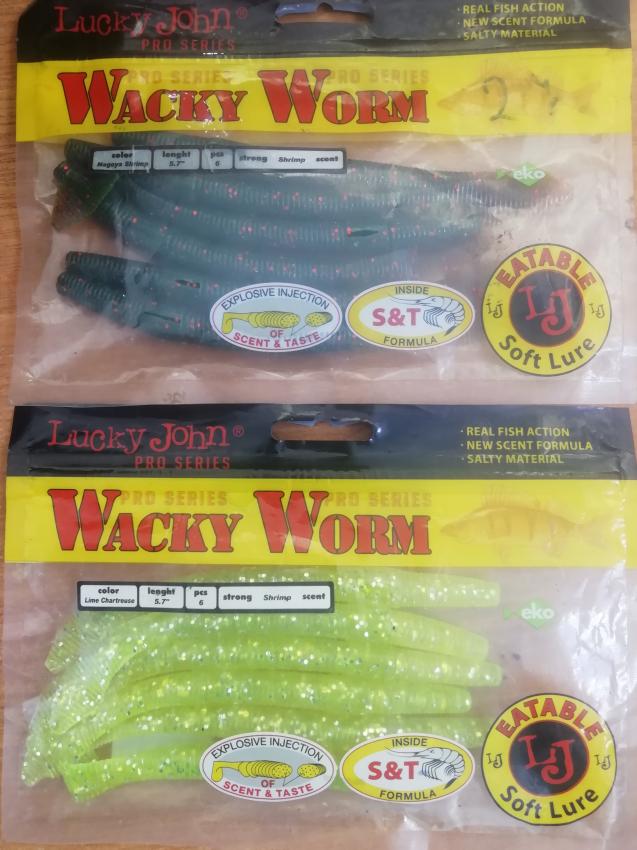 Lucky John®
PRO SERIES
· REAL FISH ACTION
· NEW SCENT FORMULA
· SALTY MATERIAL
PRO SERIES PRO SERIES
WACKY WORM
27
color lenght pcs strong Shrimp scent
Nagoya Shrimp 5.7" 6
eko
EXPLOSIVE INJECTION
OF
SCENT & TASTE
INSIDE
S&T
FORMULA
EATABLE
LJ LJ LJ
Soft Lure
Lucky John®
PRO SERIES
· REAL FISH ACTION
· NEW SCENT FORMULA
· SALTY MATERIAL
PRO SERIES PRO SERIES
WACKY WORM
color lenght pcs strong Shrimp scent
Lime Chartreuse 5.7" 6
eko
EXPLOSIVE INJECTION
OF
SCENT & TASTE
INSIDE
S&T
FORMULA
EATABLE
LJ LJ LJ
Soft Lure